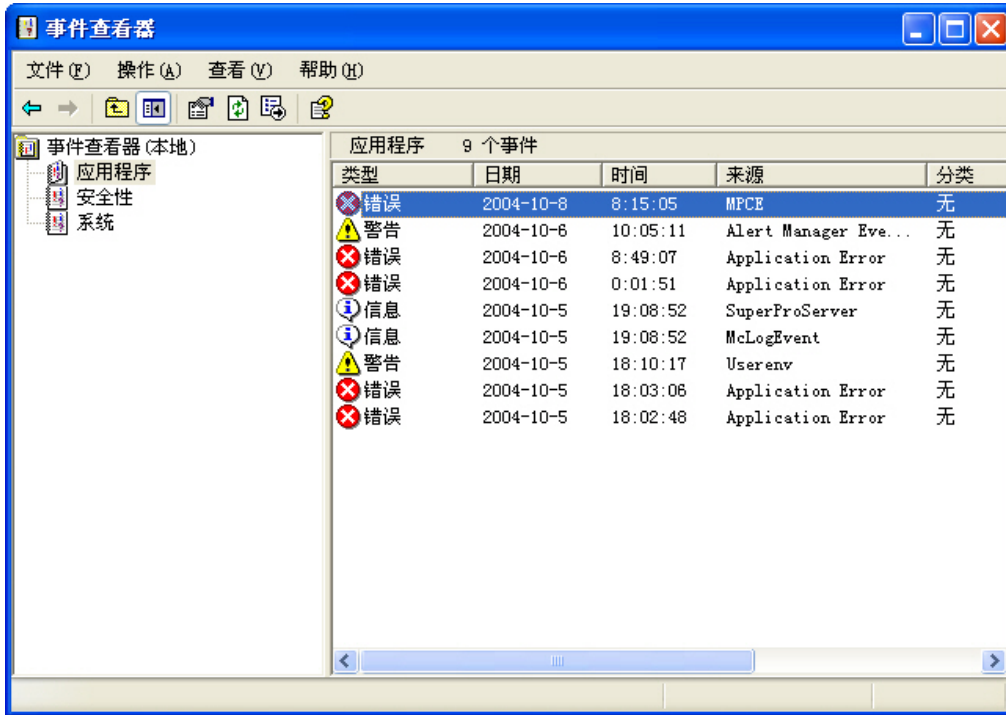 事件查看器
文件(F) 操作(A) 查看(V) 帮助(H)
事件查看器(本地)
应用程序
安全性
系统
应用程序 9 个事件
类型 日期 时间 来源 分类
错误 2004-10-8 8:15:05 MPCE 无
警告 2004-10-6 10:05:11 Alert Manager Eve... 无
错误 2004-10-6 8:49:07 Application Error 无
错误 2004-10-6 0:01:51 Application Error 无
信息 2004-10-5 19:08:52 SuperProServer 无
信息 2004-10-5 19:08:52 McLogEvent 无
警告 2004-10-5 18:10:17 Userenv 无
错误 2004-10-5 18:03:06 Application Error 无
错误 2004-10-5 18:02:48 Application Error 无